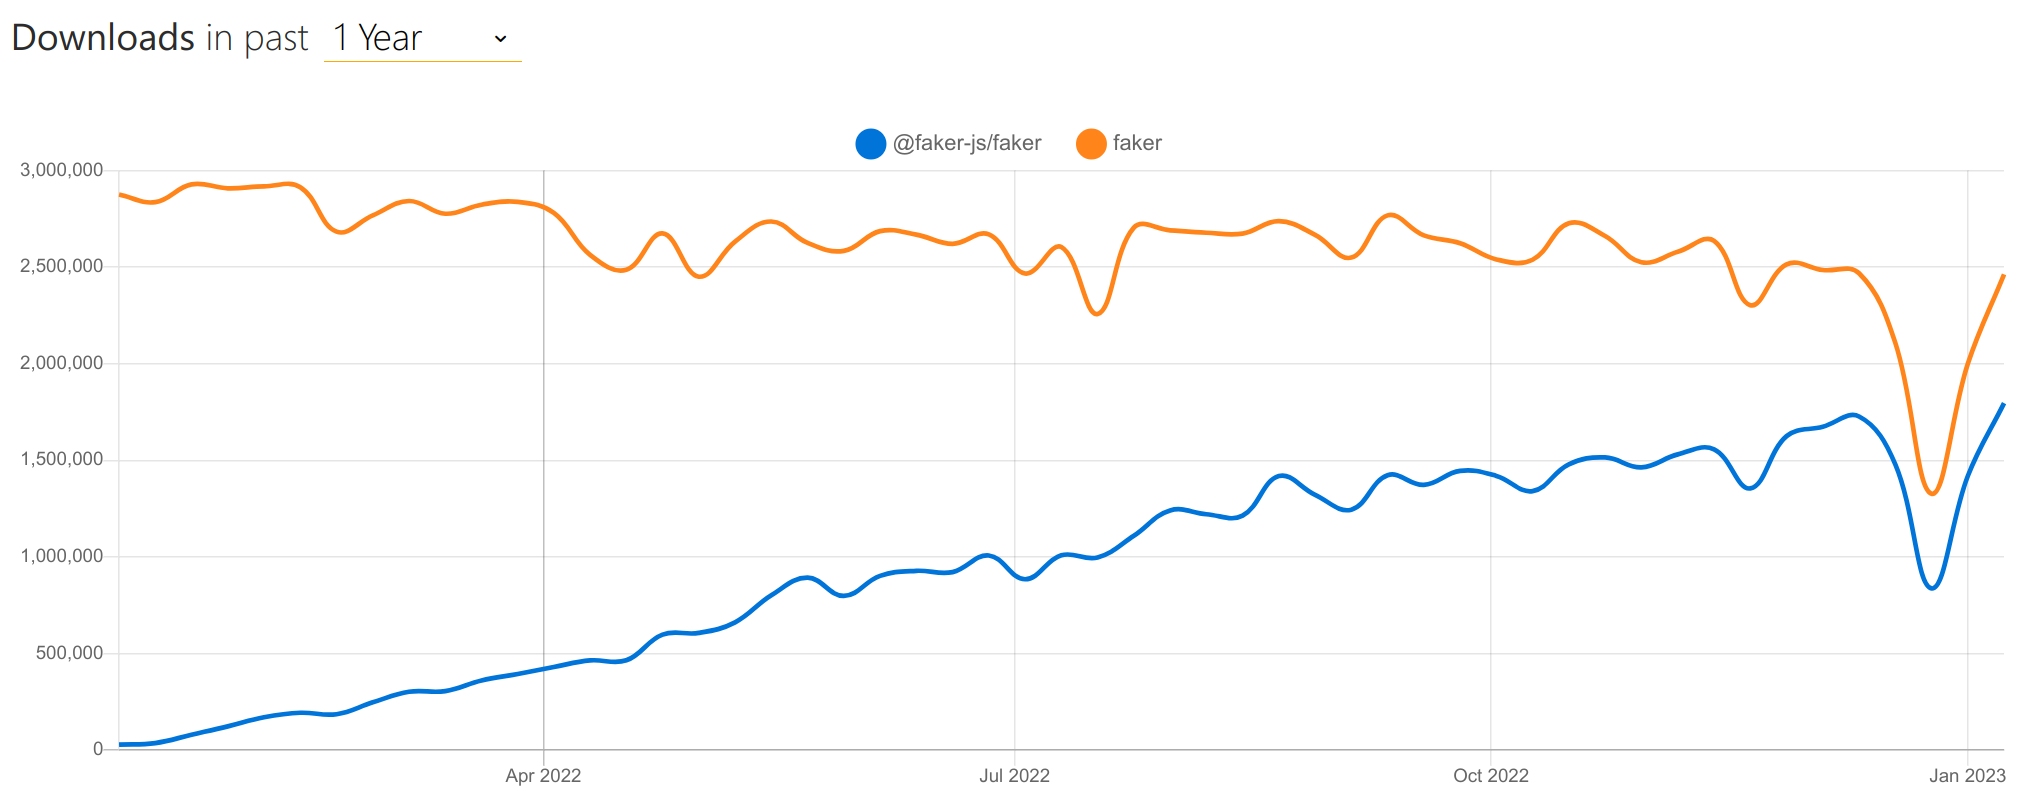 Downloads in past 1 Year
@faker-js/faker faker
3,000,000
2,500,000
2,000,000
1,500,000
1,000,000
500,000
0
Apr 2022 Jul 2022 Oct 2022 Jan 2023